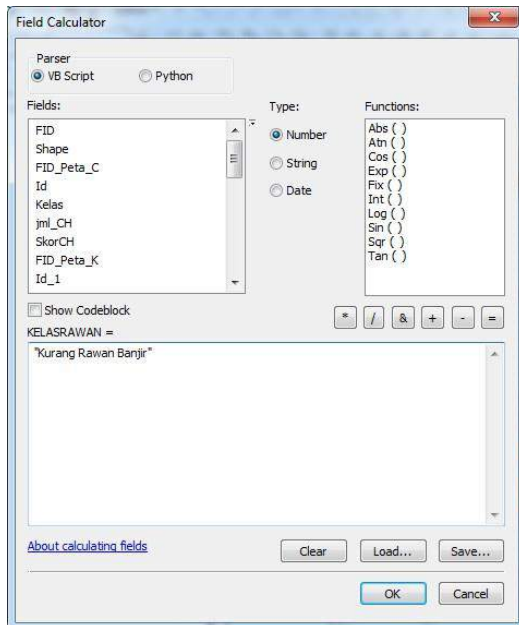 Field Calculator
Parser
VB Script Python
Fields:
FID
Shape
FID_Peta_C
Id
Kelas
jml_CH
SkorCH
FID_Peta_K
Id_1
Type:
Number
String
Date
Functions:
Abs ( )
Atn ( )
Cos ( )
Exp ( )
Fix ( )
Int ( )
Log ( )
Sin ( )
Sqr ( )
Tan ( )
Show Codeblock
* / & + - =
KELASRAWAN =
"Kurang Rawan Banjir"
About calculating fields
Clear Load... Save...
OK Cancel